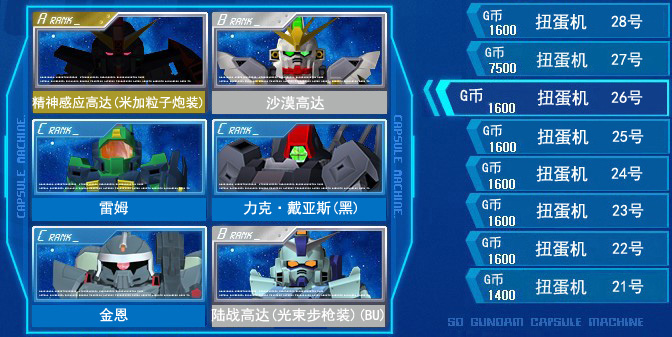 A RANK_
精神感应高达(米加粒子炮装)
B RANK_
沙漠高达
C RANK_
雷姆
C RANK_
力克·戴亚斯(黑)
C RANK_
金恩
B RANK_
陆战高达(光束步枪装)(BU)
CAPSULE MACHINE
CAPSULE MACHINE
G币 1600 扭蛋机 28号
G币 7500 扭蛋机 27号
G币 1600 扭蛋机 26号
G币 1600 扭蛋机 25号
G币 1600 扭蛋机 24号
G币 1600 扭蛋机 23号
G币 1600 扭蛋机 22号
G币 1400 扭蛋机 21号
SD GUNDAM CAPSULE MACHINE